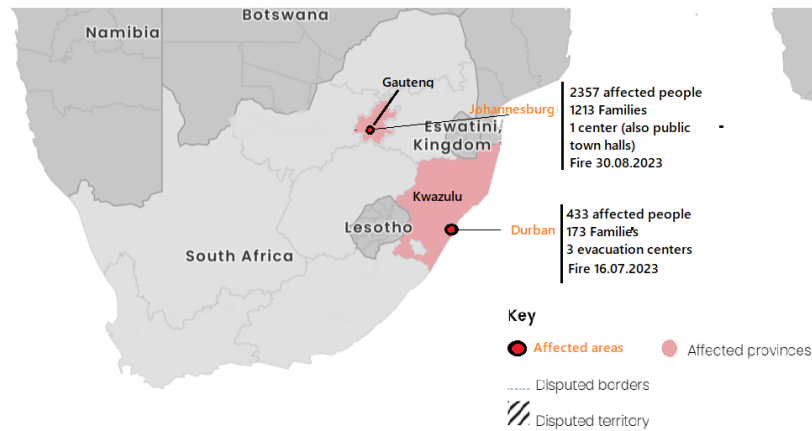 Botswana
Namibia
Gauteng
Johannesburg
2357 affected people
1213 Families
1 center (also public
town halls)
Fire 30.08.2023
Eswatini,
Kingdom
Kwazulu
Lesotho
South Africa
Durban
433 affected people
173 Families
3 evacuation centers
Fire 16.07.2023
Key
Affected areas
Affected provinces
Disputed borders
Disputed territory